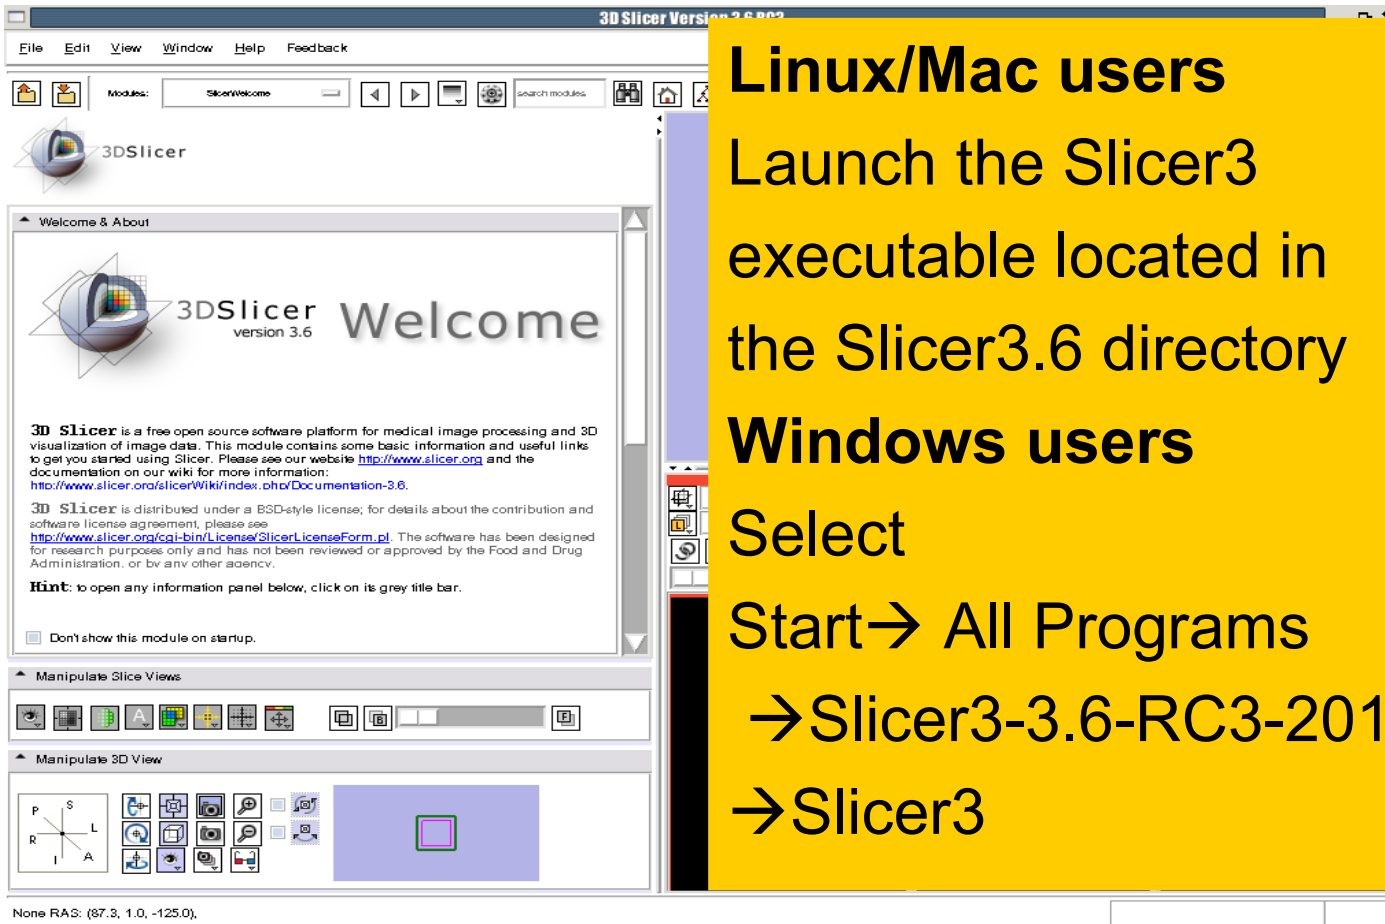 3D Slicer Version 3.6 RC3
File Edit View Window Help Feedback
Modules: SlicerWelcome search modules
3DSlicer
Welcome & About
3DSlicer
version 3.6
Welcome
3D Slicer is a free open source software platform for medical image processing and 3D
visualization of image data. This module contains some basic information and useful links
to get you started using Slicer. Please see our website http://www.slicer.org and the
documentation on our wiki for more information:
http://www.slicer.org/slicerWiki/index.php/Documentation-3.6.
3D Slicer is distributed under a BSD-style license; for details about the contribution and
software license agreement, please see
http://www.slicer.org/cgi-bin/License/SlicerLicenseForm.pl. The software has been designed
for research purposes only and has not been reviewed or approved by the Food and Drug
Administration, or by any other agency.
Hint: to open any information panel below, click on its grey title bar.
Don't show this module on startup.
Manipulate Slice Views
A
B
F
Manipulate 3D View
P S
R L
I A
None RAS: (87.3, 1.0, -125.0),
L
Linux/Mac users
Launch the Slicer3
executable located in
the Slicer3.6 directory
Windows users
Select
Start→ All Programs
→Slicer3-3.6-RC3-201
→Slicer3